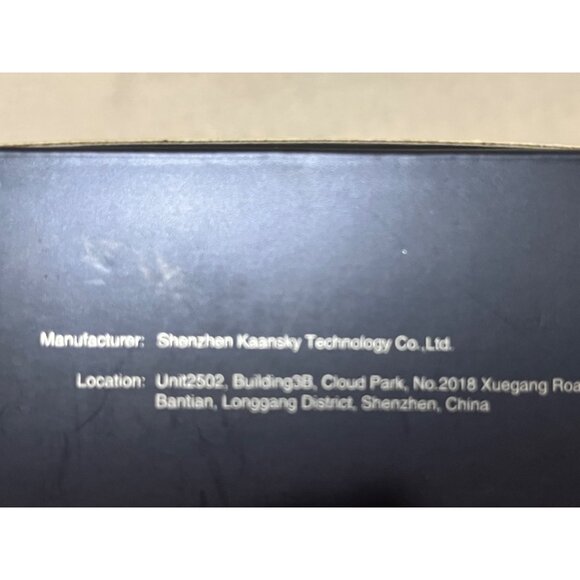 Manufacturer: Shenzhen Kaansky Technology Co.,Ltd.
Location: Unit2502, Building3B, Cloud Park, No.2018 Xuegang Roa
Bantian, Longgang District, Shenzhen, China